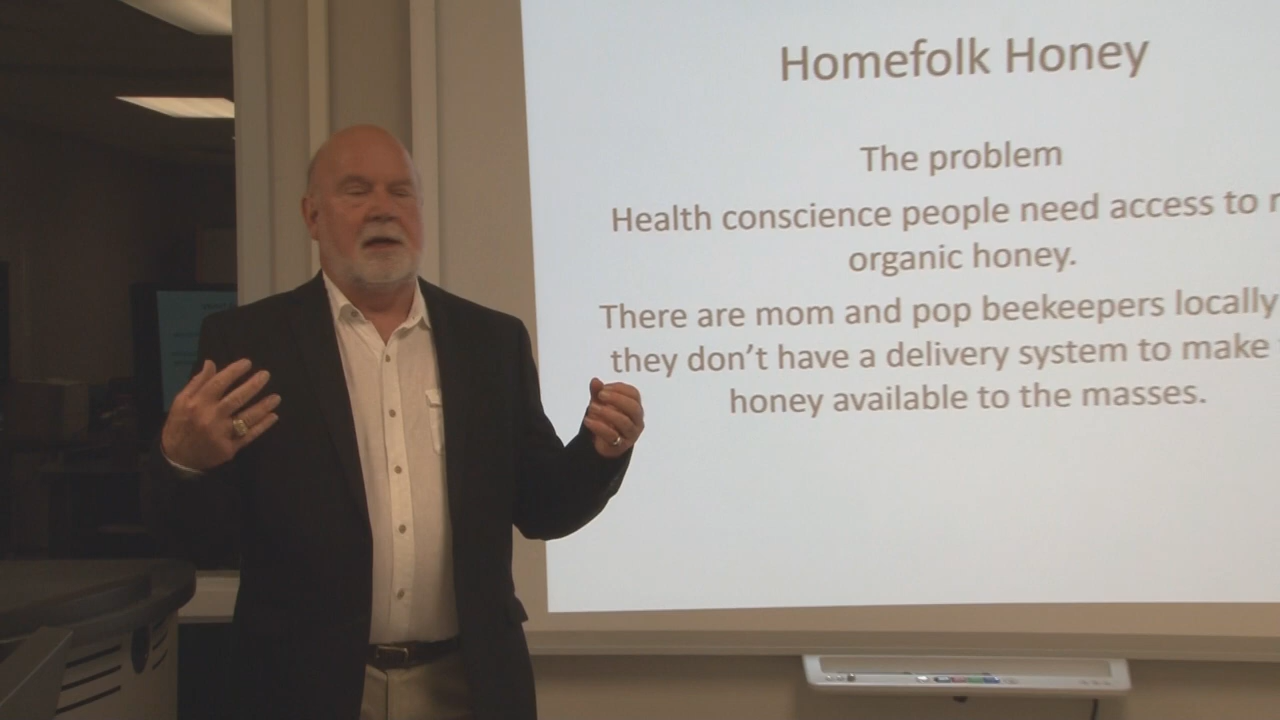 Homefolk Honey
The problem
Health conscience people need access to
organic honey.
There are mom and pop beekeepers locally
they don't have a delivery system to make
honey available to the masses.